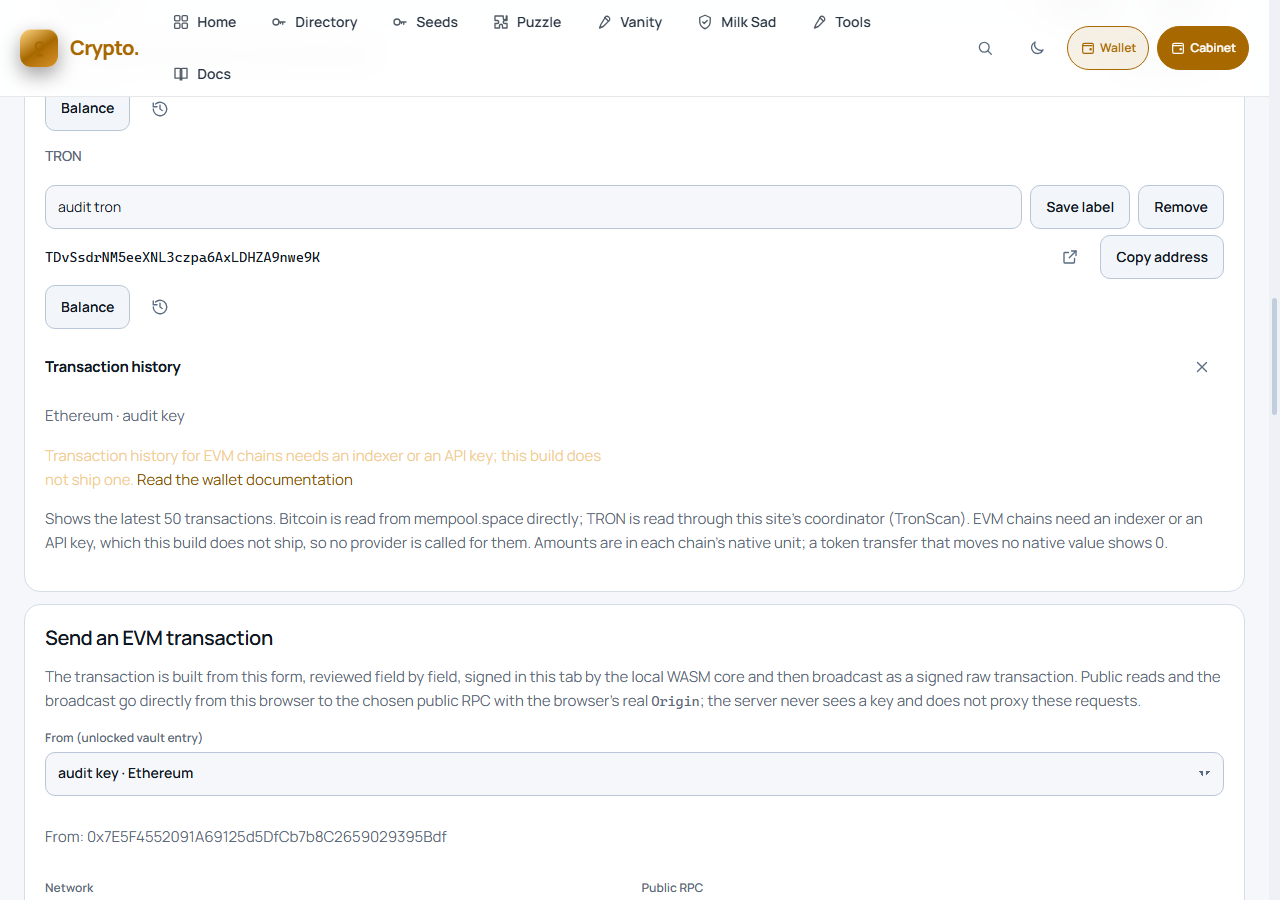 Crypto.
Home
Directory
Seeds
Puzzle
Vanity
Milk Sad
Tools
Docs
Wallet
Cabinet
Balance
TRON
audit tron
Save label
Remove
TDvSsdrNM5eeXNL3czpa6AxLDHZA9nwe9K
Copy address
Balance
Transaction history
Ethereum · audit key
Transaction history for EVM chains needs an indexer or an API key; this build does
not ship one. Read the wallet documentation
Shows the latest 50 transactions. Bitcoin is read from mempool.space directly; TRON is read through this site's coordinator (TronScan). EVM chains need an indexer or an
API key, which this build does not ship, so no provider is called for them. Amounts are in each chain's native unit; a token transfer that moves no native value shows 0.
Send an EVM transaction
The transaction is built from this form, reviewed field by field, signed in this tab by the local WASM core and then broadcast as a signed raw transaction. Public reads and the
broadcast go directly from this browser to the chosen public RPC with the browser's real Origin; the server never sees a key and does not proxy these requests.
From (unlocked vault entry)
audit key · Ethereum
From: 0x7E5F4552091A69125d5DfCb7b8C2659029395Bdf
Network
Public RPC